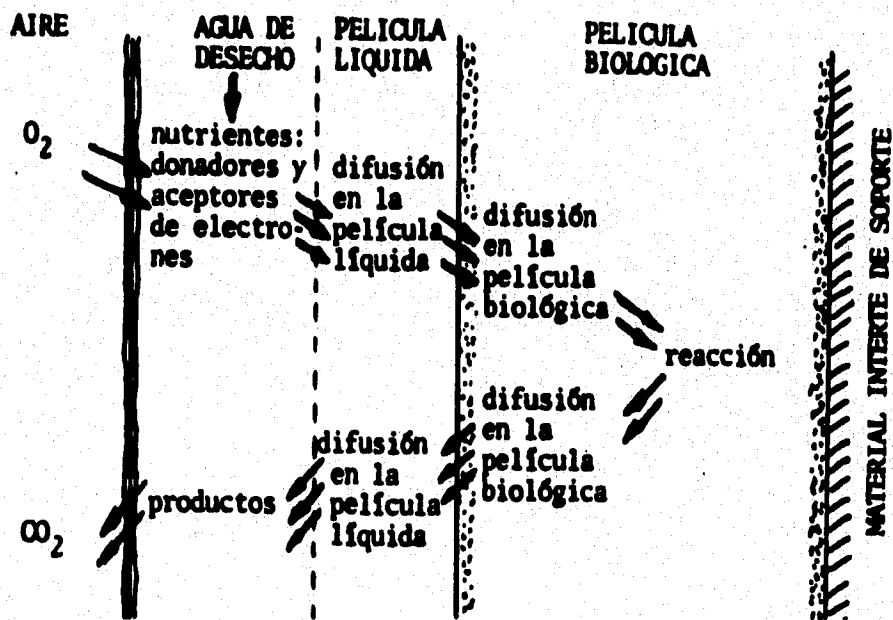 AIRE
AGUA DE
DESECHO
PELICULA
LIQUIDA
PELICULA
BIOLOGICA
O2
nutrientes:
donadores y
aceptores
de electro-
nes
difusión
en la
película
líquida
difusión
en la
película
biológica
reacción
difusión
en la
película
biológica
difusión
en la
película
líquida
productos
CO2
MATERIAL INTERTE DE SOPORTE